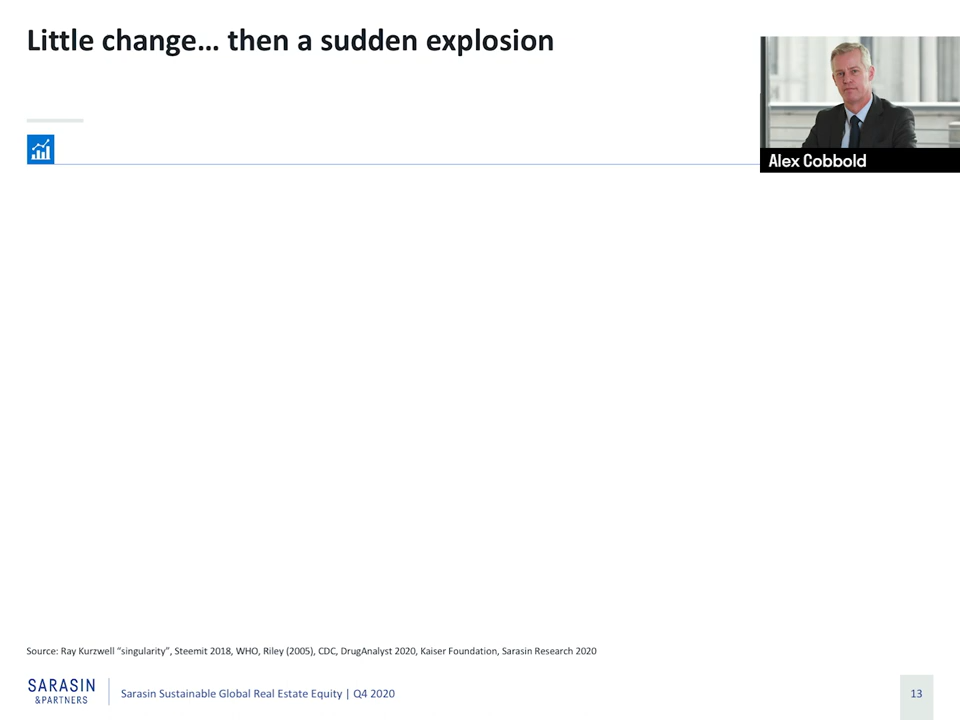 Little change... then a sudden explosion
Alex Cobbold
Source: Ray Kurzwell “singularity”, Steemit 2018, WHO, Riley (2005), CDC, DrugAnalyst 2020, Kaiser Foundation, Sarasin Research 2020
SARASIN
&PARTNERS
Sarasin Sustainable Global Real Estate Equity | Q4 2020
13